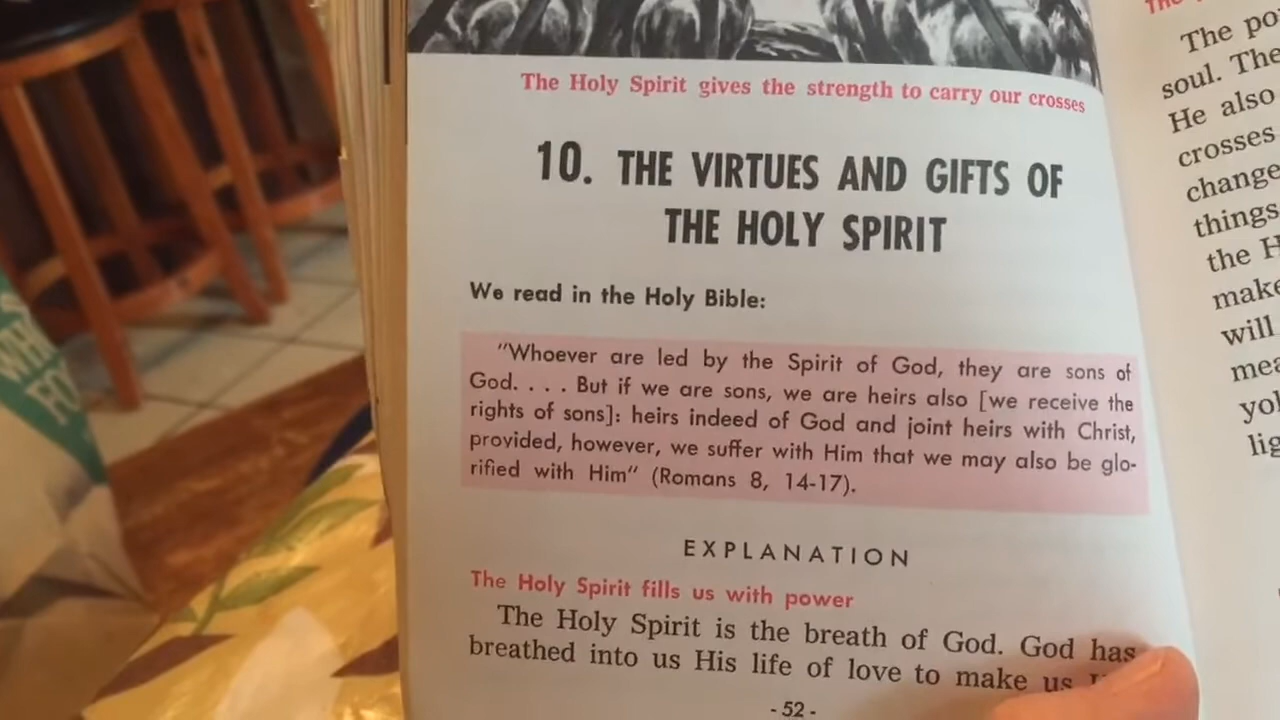 The Holy Spirit gives the strength to carry our crosses
10. THE VIRTUES AND GIFTS OF
THE HOLY SPIRIT
We read in the Holy Bible:
"Whoever are led by the Spirit of God, they are sons of
God. . . . But if we are sons, we are heirs also [we receive the
rights of sons]: heirs indeed of God and joint heirs with Christ,
provided, however, we suffer with Him that we may also be glo-
rified with Him" (Romans 8, 14-17).
EXPLANATION
The Holy Spirit fills us with power
The Holy Spirit is the breath of God. God has
breathed into us His life of love to make us
- 52 -
The
soul. The
He also
crosses
change
things
the
make
will